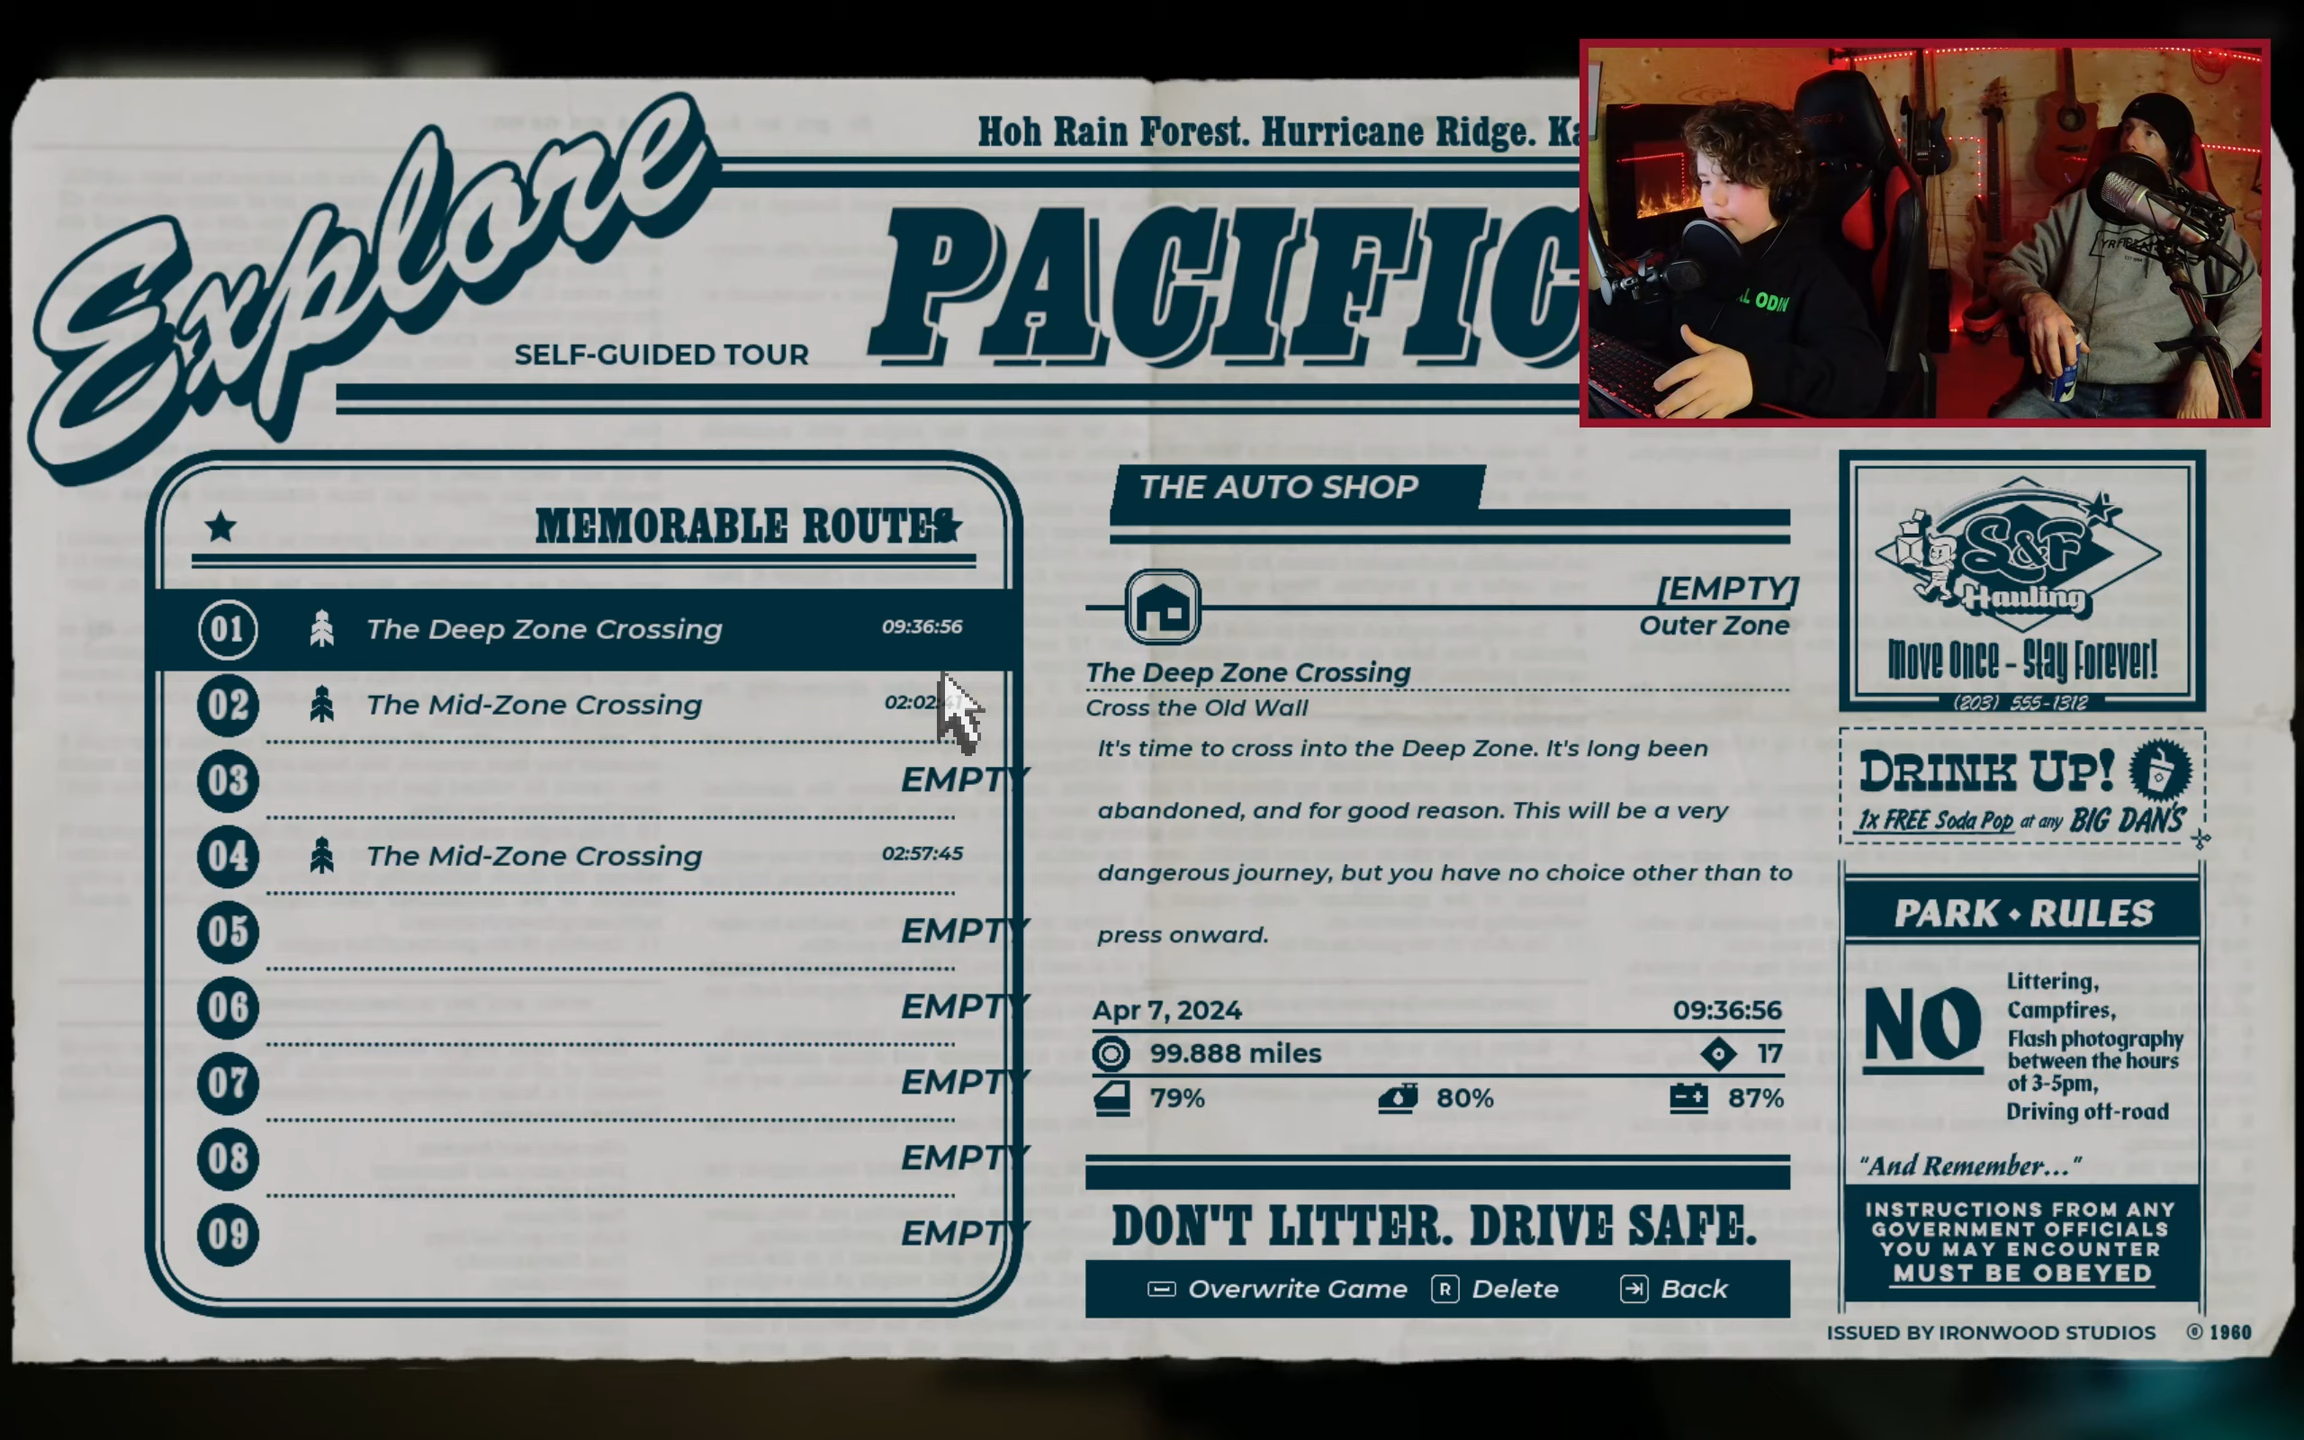 Hoh Rain Forest. Hurricane Ridge.
Explore
PACIFIC
SELF-GUIDED TOUR
MEMORABLE ROUTES
01 The Deep Zone Crossing 09:36:56
02 The Mid-Zone Crossing
03 EMPTY
04 The Mid-Zone Crossing 02:57:45
05 EMPTY
06 EMPTY
07 EMPTY
08 EMPTY
09 EMPTY
THE AUTO SHOP
[EMPTY]
Outer Zone
The Deep Zone Crossing
Cross the Old Wall
It's time to cross into the Deep Zone. It's long been
abandoned, and for good reason. This will be a very
dangerous journey, but you have no choice other than to
press onward.
Apr 7, 2024 09:36:56
99.888 miles 17
79% 80% 87%
DON'T LITTER. DRIVE SAFE.
Overwrite Game R Delete Back
S&F
Hauling
Move Once - Stay Forever!
(203) 555-1312
DRINK UP!
1x FREE Soda Pop at any BIG DAN'S
PARK RULES
NO
Littering,
Campfires,
Flash photography
between the hours
of 3-5pm,
Driving off-road
"And Remember..."
INSTRUCTIONS FROM ANY
GOVERNMENT OFFICIALS
YOU MAY ENCOUNTER
MUST BE OBEYED
ISSUED BY IRONWOOD STUDIOS © 1960